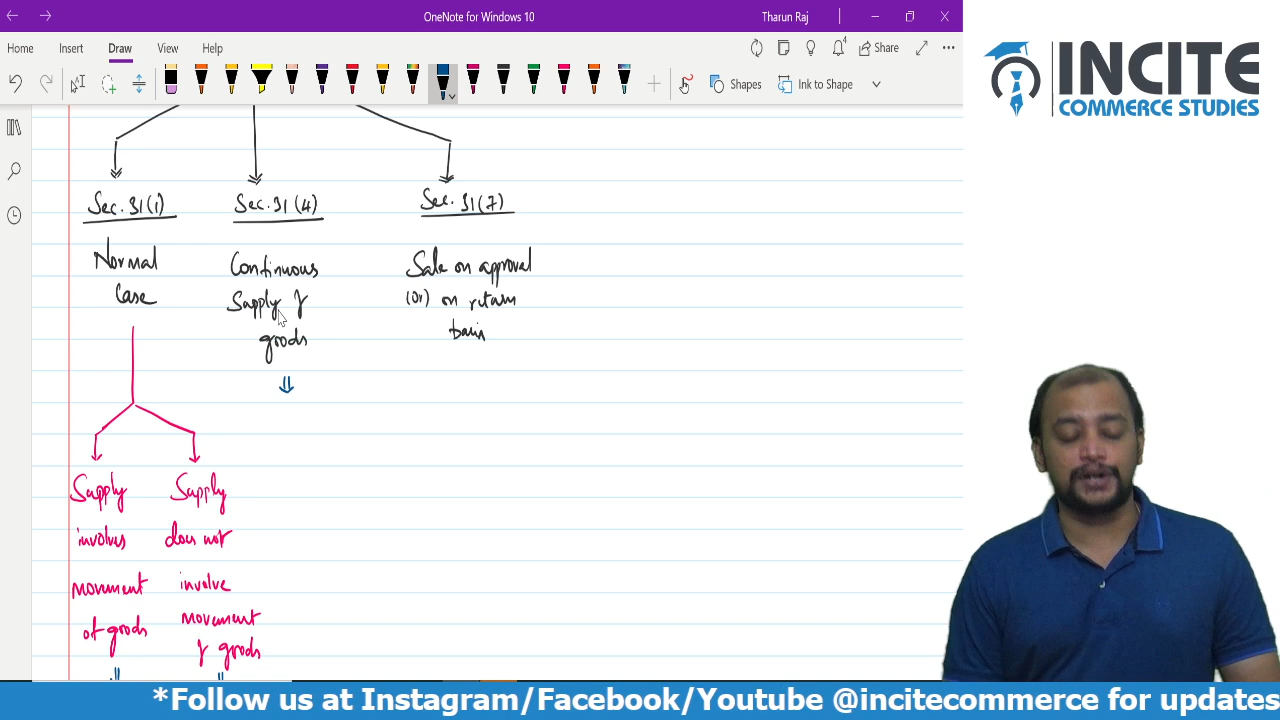 OneNote for Windows 10
Tharun Raj
Home Insert Draw View Help
4
Share
Shapes
Ink to Shape
INCITE
COMMERCE STUDIES
Sec. 31(1) Sec. 31(4) Sec. 31(7)
Normal
Case
Continuous
Supply of
goods
Sale on approval
(or) on return
basis
Supply
involves
movement
of goods
Supply
does not
involve
movement
of goods
*Follow us at Instagram/Facebook/Youtube @incitecommerce for updates